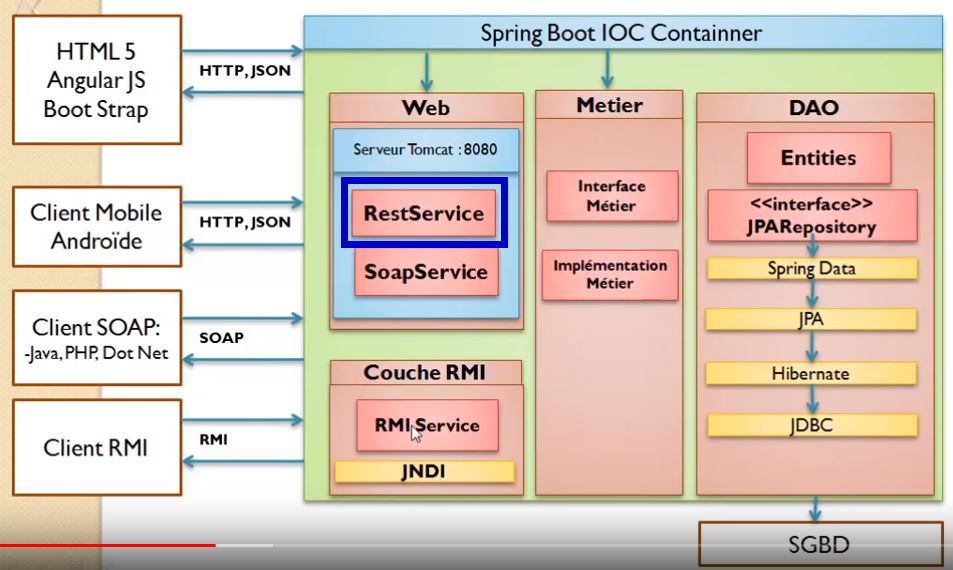 HTML 5
Angular JS
Boot Strap
HTTP, JSON
Client Mobile
Androïde
HTTP, JSON
Client SOAP:
-Java, PHP, Dot Net
SOAP
Client RMI
RMI
Spring Boot IOC Containner
Web
Serveur Tomcat : 8080
RestService
SoapService
Couche RMI
RMI Service
JNDI
Metier
Interface
Métier
Implémentation
Métier
DAO
Entities
<<interface>>
JPARepository
Spring Data
JPA
Hibernate
JDBC
SGBD